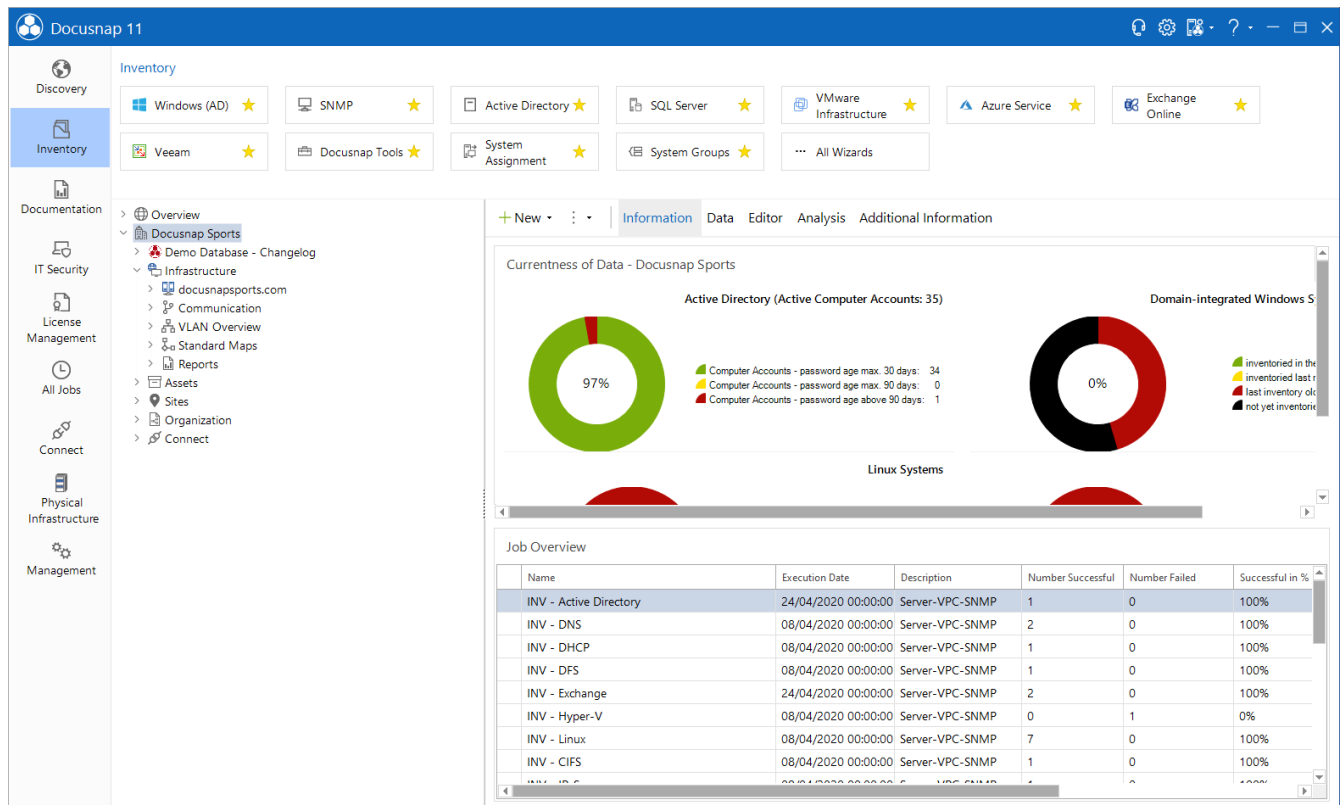 Docusnap 11
?
Discovery
Inventory
Documentation
IT Security
License
Management
All Jobs
Connect
Physical
Infrastructure
Management
Inventory
Windows (AD)
SNMP
Active Directory
SQL Server
VMware
Infrastructure
Azure Service
Exchange
Online
Veeam
Docusnap Tools
System
Assignment
System Groups
All Wizards
Overview
Docusnap Sports
Demo Database - Changelog
Infrastructure
docusnapsports.com
Communication
VLAN Overview
Standard Maps
Reports
Assets
Sites
Organization
Connect
New Information Data Editor Analysis Additional Information
Currentness of Data - Docusnap Sports
Active Directory (Active Computer Accounts: 35)
97%
Computer Accounts - password age max. 30 days: 34
Computer Accounts - password age max. 90 days: 0
Computer Accounts - password age above 90 days: 1
Domain-integrated Windows S
0%
inventoried in the
inventoried last
last inventory
not yet inventorie
Linux Systems
Job Overview
Name Execution Date Description Number Successful Number Failed Successful in %
INV - Active Directory 24/04/2020 00:00:00 Server-VPC-SNMP 1 0 100%
INV - DNS 08/04/2020 00:00:00 Server-VPC-SNMP 2 0 100%
INV - DHCP 08/04/2020 00:00:00 Server-VPC-SNMP 1 0 100%
INV - DFS 08/04/2020 00:00:00 Server-VPC-SNMP 1 0 100%
INV - Exchange 24/04/2020 00:00:00 Server-VPC-SNMP 2 0 100%
INV - Hyper-V 08/04/2020 00:00:00 Server-VPC-SNMP 0 1 0%
INV - Linux 08/04/2020 00:00:00 Server-VPC-SNMP 7 0 100%
INV - CIFS 08/04/2020 00:00:00 Server-VPC-SNMP 1 0 100%